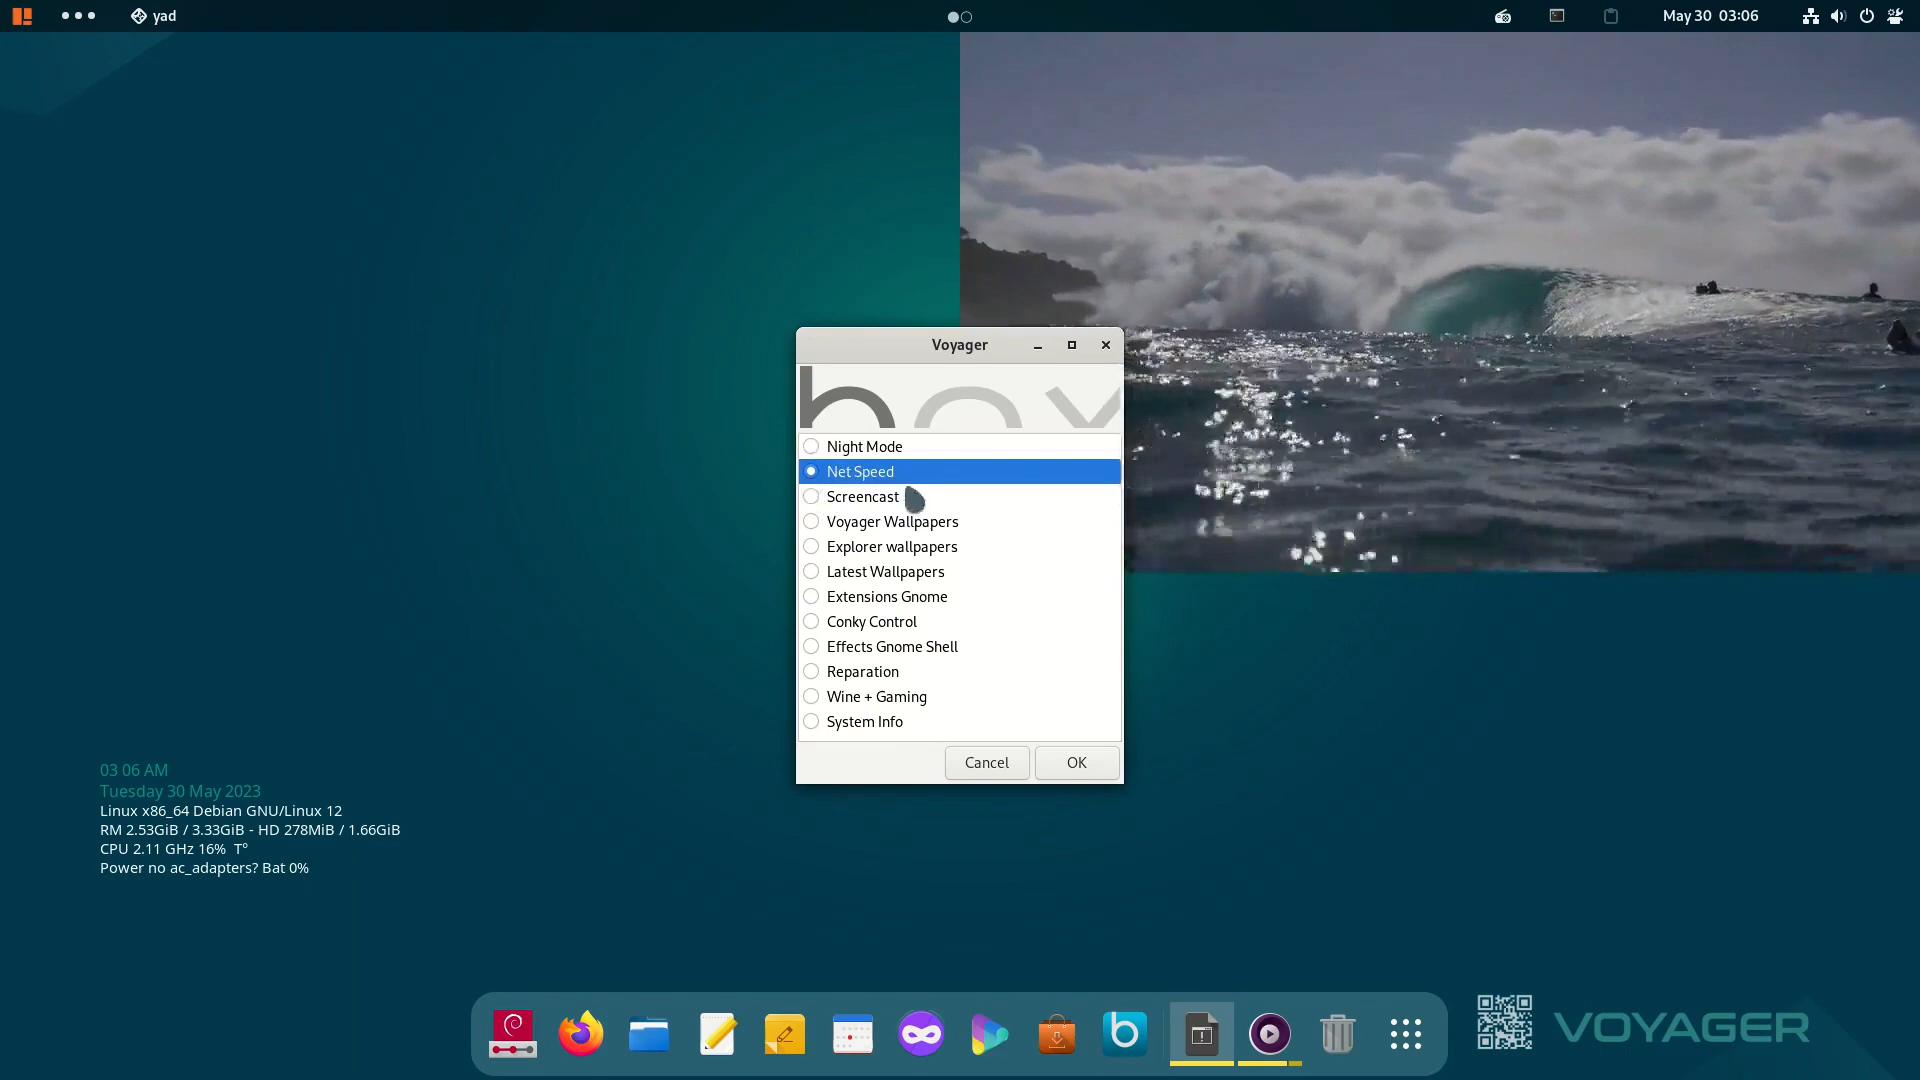 yad
May 30 03:06
Voyager
box
Night Mode
Net Speed
Screencast
Voyager Wallpapers
Explorer wallpapers
Latest Wallpapers
Extensions Gnome
Conky Control
Effects Gnome Shell
Reparation
Wine + Gaming
System Info
Cancel
OK
03 06 AM
Tuesday 30 May 2023
Linux x86_64 Debian GNU/Linux 12
RM 2.53GiB / 3.33GiB - HD 278MiB / 1.66GiB
CPU 2.11 GHz 16% T°
Power no ac_adapters? Bat 0%
b
VOYAGER